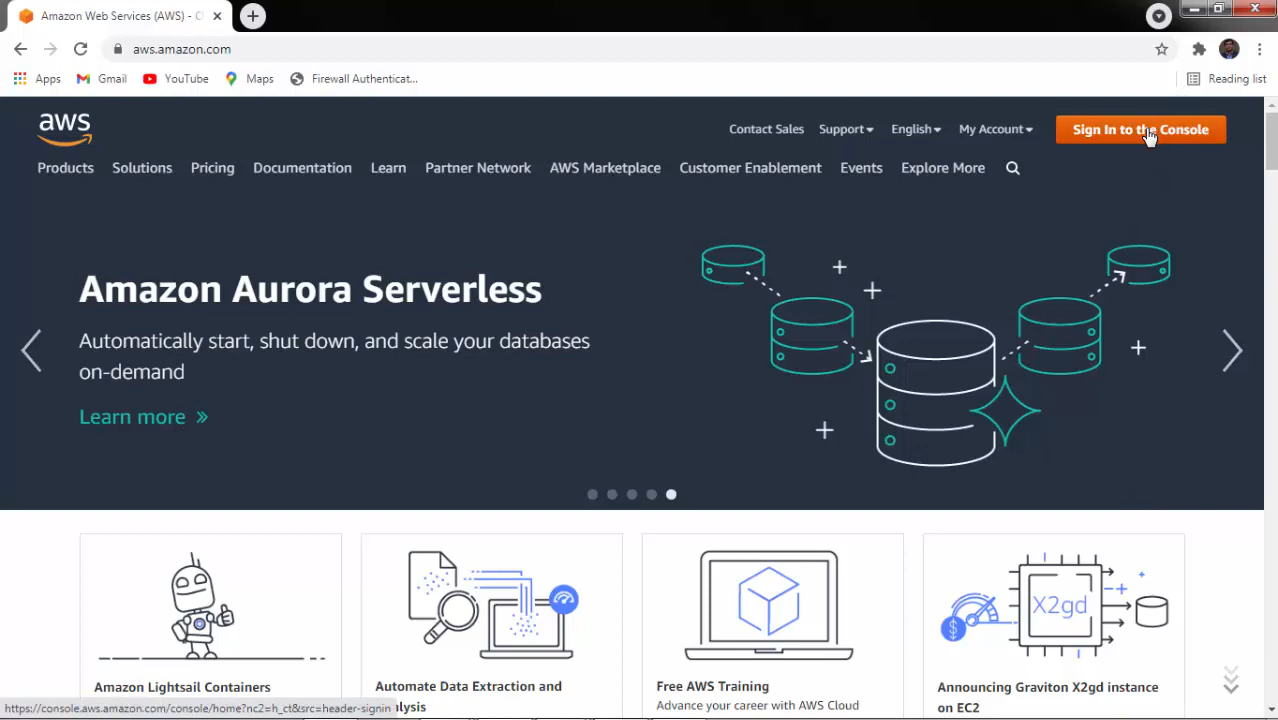 Amazon Web Services (AWS) - C
aws.amazon.com
Apps
Gmail
YouTube
Maps
Firewall Authenticat...
Reading list
aws
Contact Sales
Support
English
My Account
Sign In to the Console
Products
Solutions
Pricing
Documentation
Learn
Partner Network
AWS Marketplace
Customer Enablement
Events
Explore More
Amazon Aurora Serverless
Automatically start, shut down, and scale your databases
on-demand
Learn more »
X2gd
$
Amazon Lightsail Containers
Automate Data Extraction and
alysis
Free AWS Training
Advance your career with AWS Cloud
Announcing Graviton X2gd instance
on EC2
https://console.aws.amazon.com/console/home?nc2=h_ct&src=header-signin